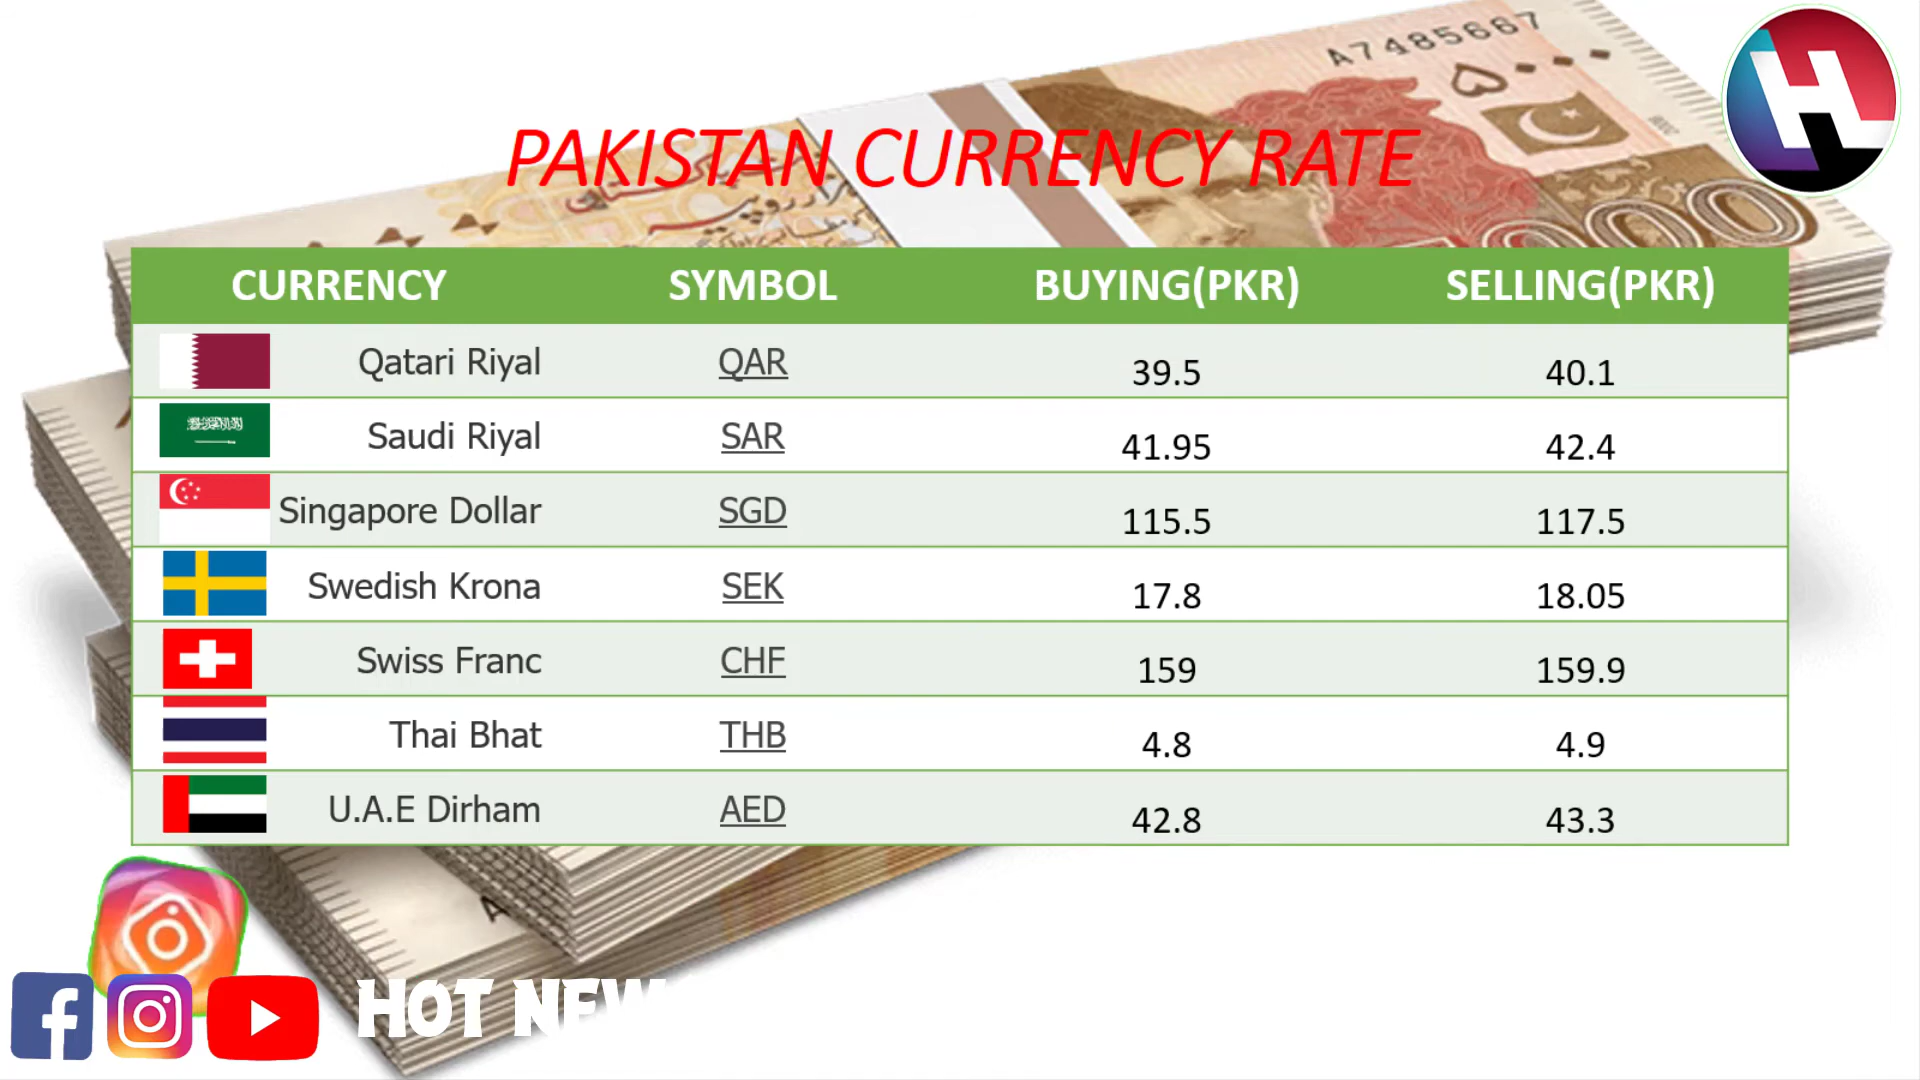 A7485667
۵۰۰۰
PAKISTAN CURRENCY RATE
CURRENCY SYMBOL BUYING(PKR) SELLING(PKR)
Qatari Riyal QAR 39.5 40.1
Saudi Riyal SAR 41.95 42.4
Singapore Dollar SGD 115.5 117.5
Swedish Krona SEK 17.8 18.05
Swiss Franc CHF 159 159.9
Thai Bhat THB 4.8 4.9
U.A.E Dirham AED 42.8 43.3
HOT NEW